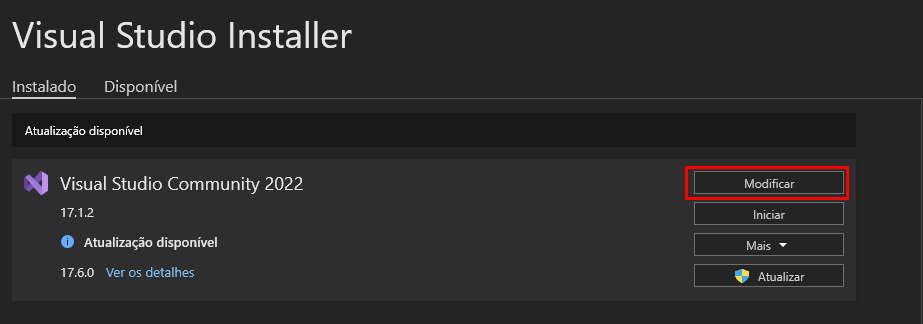 Visual Studio Installer
Instalado Disponível
Atualização disponível
Visual Studio Community 2022
Modificar
17.1.2
Iniciar
Atualização disponível
Mais
17.6.0 Ver os detalhes
Atualizar